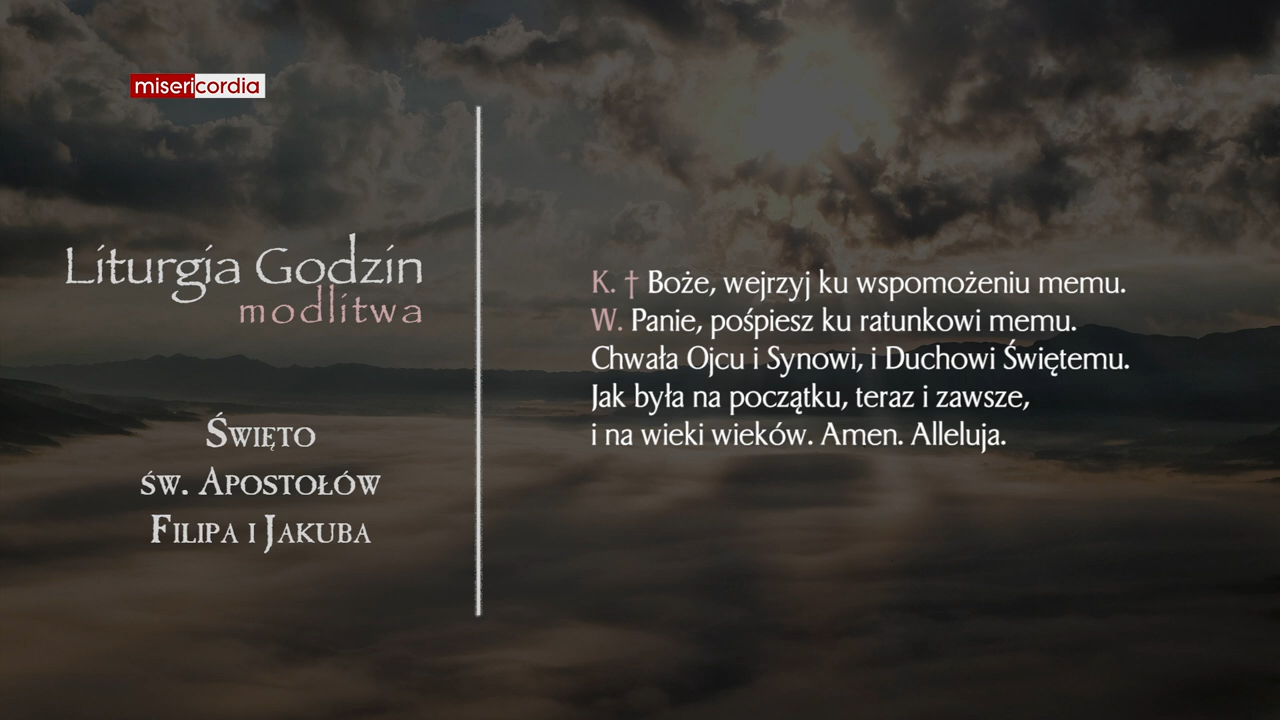 misericordia
Liturgia Godzin
modlitwa
Święto
św. Apostołów
Filipa i Jakuba
K. † Boże, wejrzyj ku wspomożeniu memu.
W. Panie, pośpiesz ku ratunkowi memu.
Chwała Ojcu i Synowi, i Duchowi Świętemu.
Jak była na początku, teraz i zawsze,
i na wieki wieków. Amen. Alleluja.